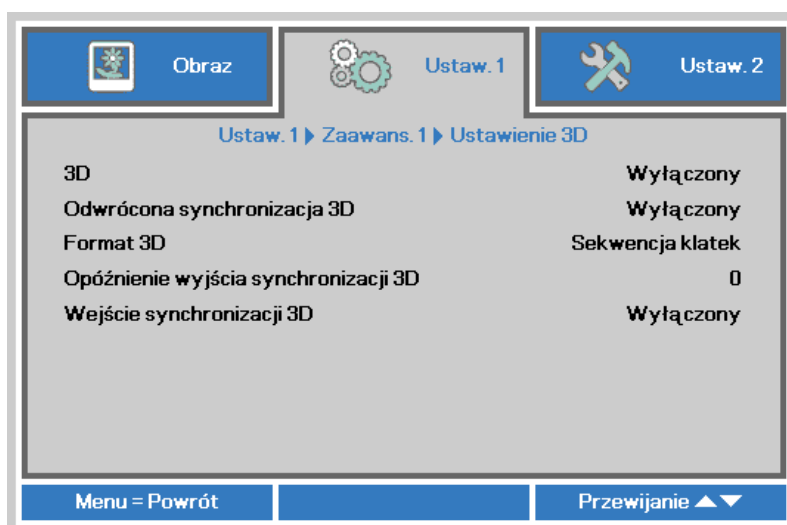 Obraz
Ustaw. 1
Ustaw. 2
Ustaw. 1 ▶ Zaawans. 1 ▶ Ustawienie 3D
3D Wyłączony
Odwrócona synchronizacja 3D Wyłączony
Format 3D Sekwencja klatek
Opóźnienie wyjścia synchronizacji 3D 0
Wejście synchronizacji 3D Wyłączony
Menu = Powrót
Przewijanie ▲▼